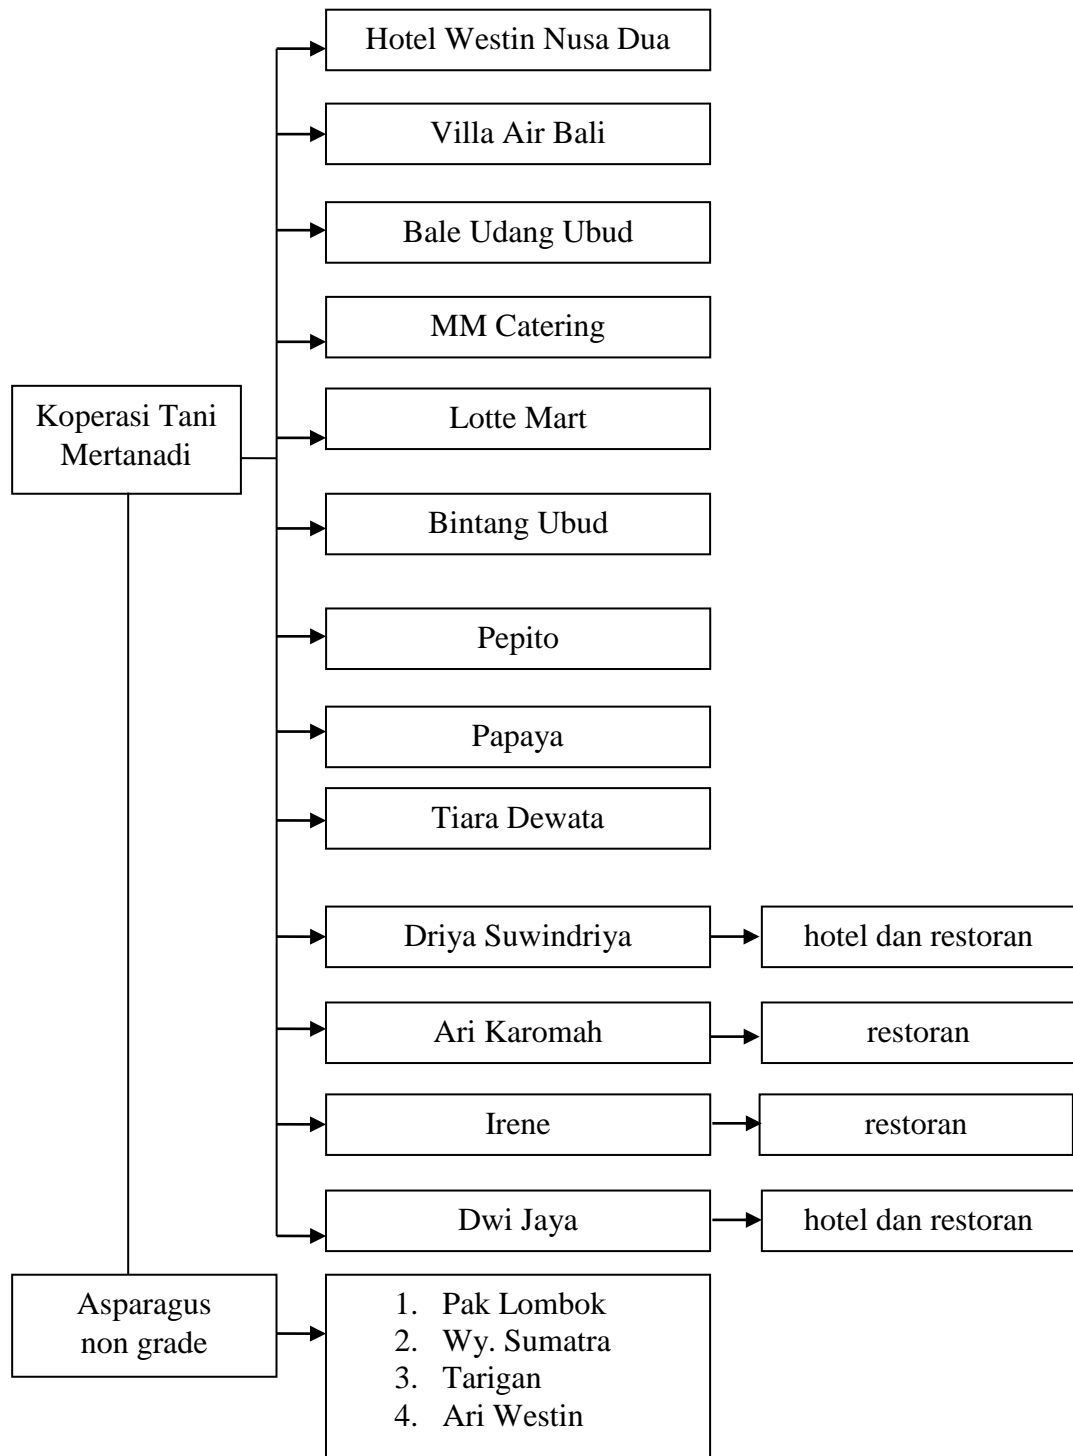 Hotel Westin Nusa Dua
Villa Air Bali
Bale Udang Ubud
MM Catering
Koperasi Tani
Mertanadi
Lotte Mart
Bintang Ubud
Pepito
Papaya
Tiara Dewata
Driya Suwindriya
hotel dan restoran
Ari Karomah
restoran
Irene
restoran
Dwi Jaya
hotel dan restoran
Asparagus
non grade
1. Pak Lombok
2. Wy. Sumatra
3. Tarigan
4. Ari Westin